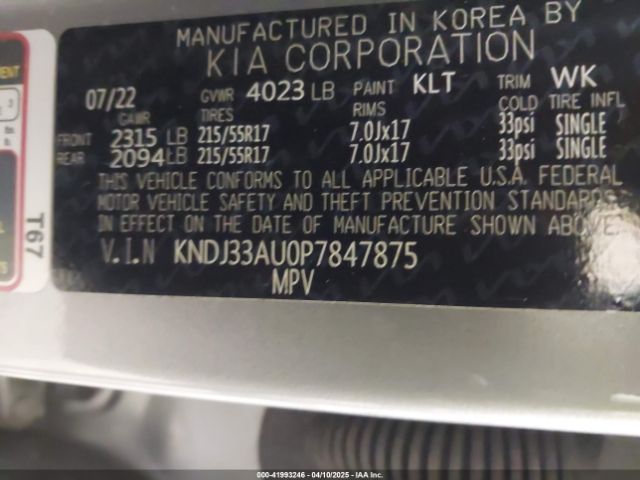 MANUFACTURED IN KOREA BY
KIA CORPORATION
07/22 GVWR 4023 LB PAINT KLT TRIM WK
GAWR TIRES RIMS COLD TIRE INFL
FRONT 2315 LB 215/55R17 7.0Jx17 33psi SINGLE
REAR 2094 LB 215/55R17 7.0Jx17 33psi SINGLE
THIS VEHICLE CONFORMS TO ALL APPLICABLE U.S.A. FEDERAL
MOTOR VEHICLE SAFETY AND THEFT PREVENTION STANDARDS
IN EFFECT ON THE DATE OF MANUFACTURE SHOWN ABOVE.
V.I.N KNDJ33AU0P7847875
MPV
T67
000-41993246 - 04/10/2025 - IAA Inc.